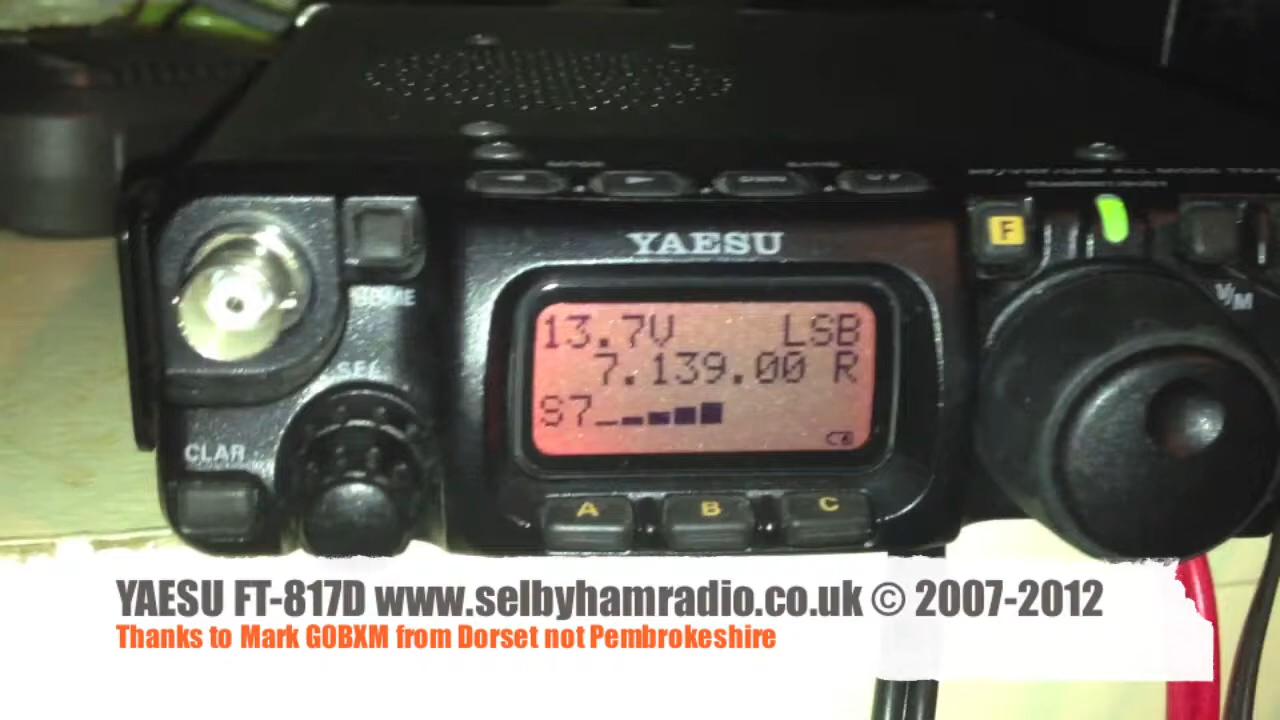 YAESU
F
V/M
HOME
SEL
CLAR
13.7V LSB
7.139.00 R
S7
A B C
YAESU FT-817D www.selbyhamradio.co.uk © 2007-2012
Thanks to Mark G0BXM from Dorset not Pembrokeshire